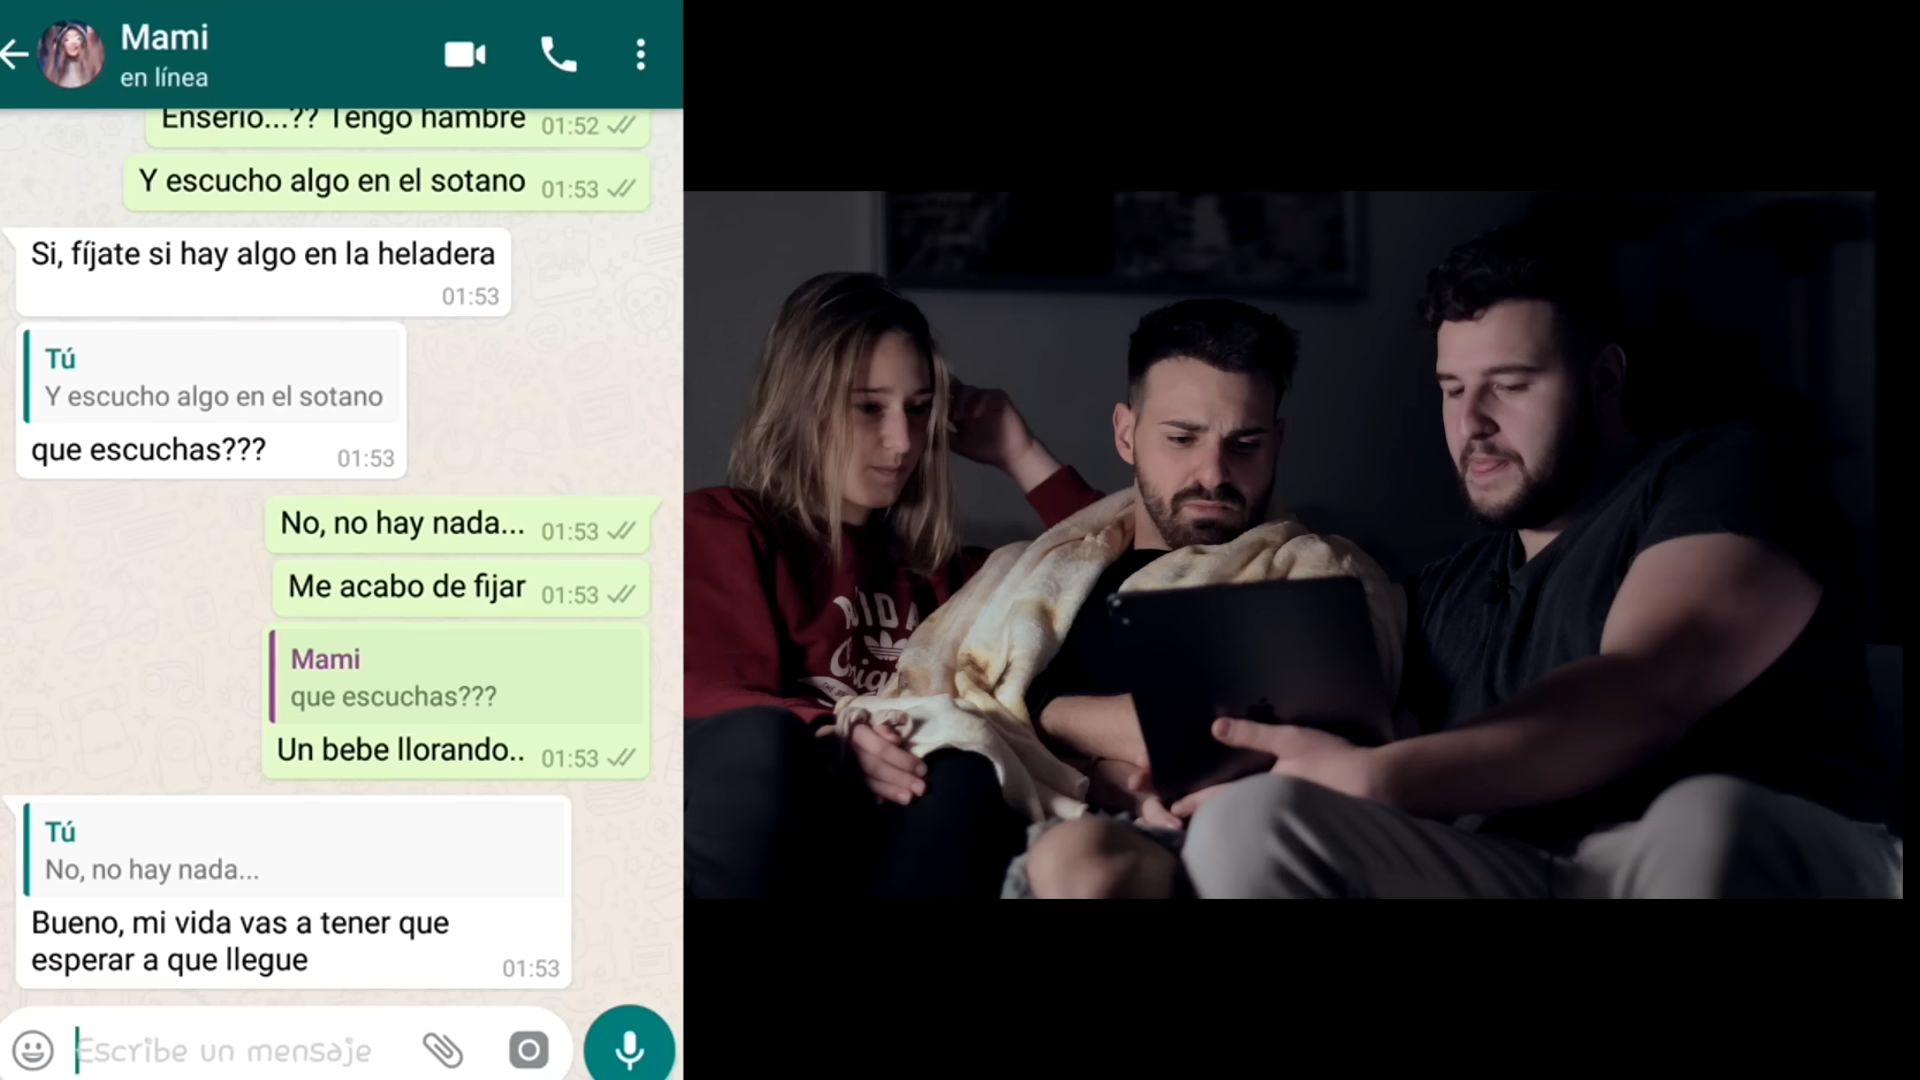 Mami
en línea
Enserio...?? Tengo hambre 01:52
Y escucho algo en el sotano 01:53
Si, fíjate si hay algo en la heladera
01:53
Tú
Y escucho algo en el sotano
que escuchas??? 01:53
No, no hay nada... 01:53
Me acabo de fijar 01:53
Mami
que escuchas???
Un bebe llorando.. 01:53
Tú
No, no hay nada...
Bueno, mi vida vas a tener que
esperar a que llegue 01:53
Escribe un mensaje